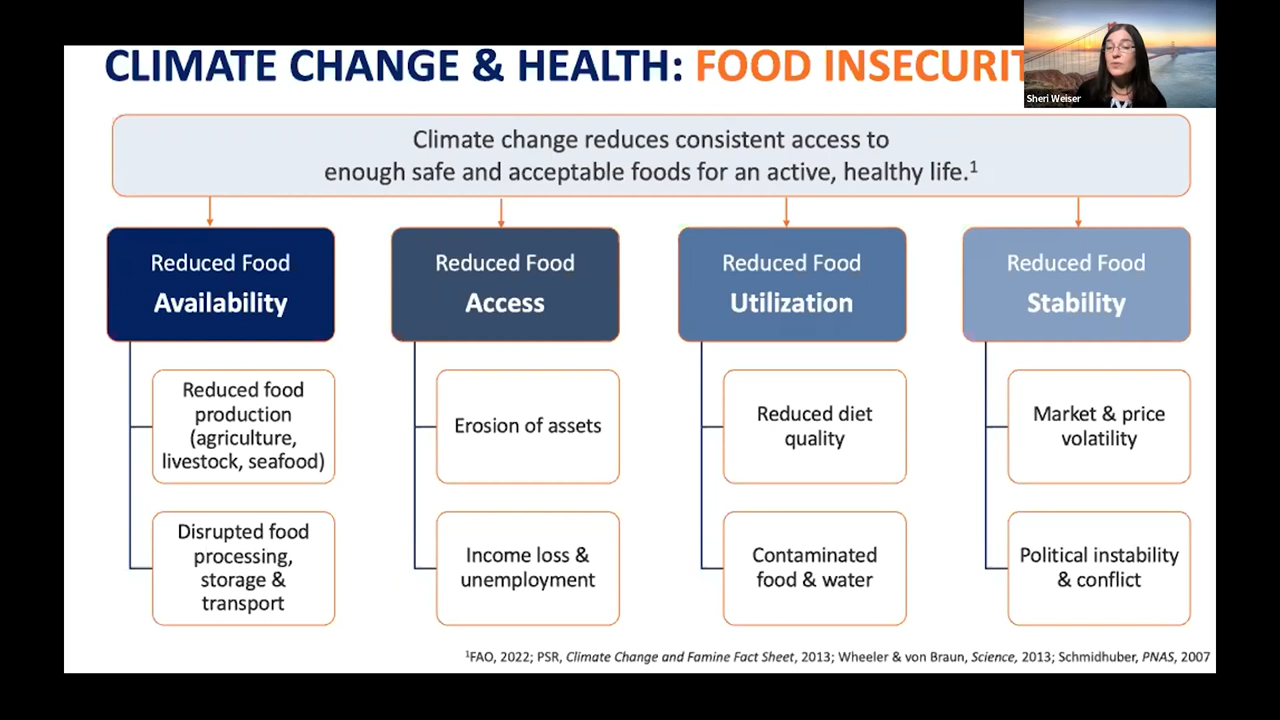 CLIMATE CHANGE & HEALTH: FOOD INSECURIT
Sheri Weiser
Climate change reduces consistent access to
enough safe and acceptable foods for an active, healthy life.¹
Reduced Food
Availability
Reduced food
production
(agriculture,
livestock, seafood)
Disrupted food
processing,
storage &
transport
Reduced Food
Access
Erosion of assets
Income loss &
unemployment
Reduced Food
Utilization
Reduced diet
quality
Contaminated
food & water
Reduced Food
Stability
Market & price
volatility
Political instability
& conflict
¹FAO, 2022; PSR, Climate Change and Famine Fact Sheet, 2013; Wheeler & von Braun, Science, 2013; Schmidhuber, PNAS, 2007